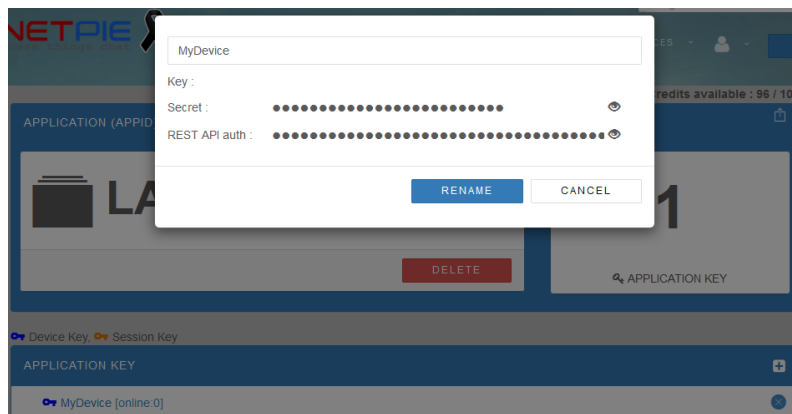 NETPIE
MyDevice
Key :
Secret :
REST API auth :
RENAME
CANCEL
redits available : 96 / 10
APPLICATION (APPID
LA
1
DELETE
APPLICATION KEY
Device Key, Session Key
APPLICATION KEY
MyDevice [online:0]